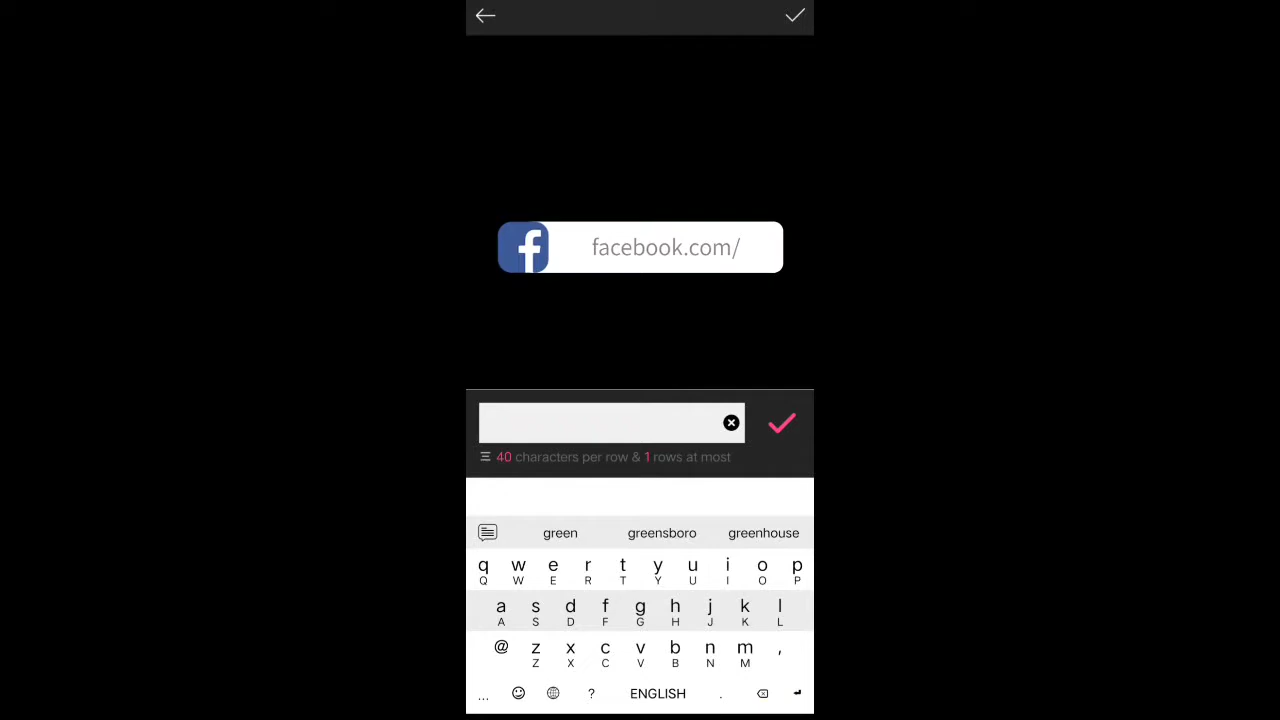 facebook.com/
40 characters per row & 1 rows at most
green greensboro greenhouse
q w e r t y u i o p
Q W E R T Y U I O P
a s d f g h j k l
A S D F G H J K L
@ z x c v b n m ,
Z X C V B N M
... ? ENGLISH .